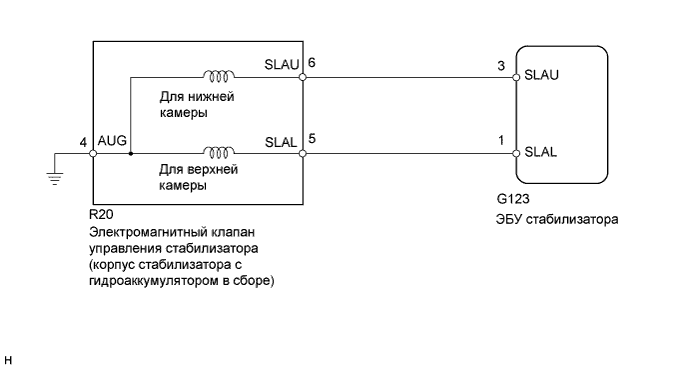 SLAU 6
3 SLAU
Для нижней
камеры
4 AUG
SLAL 5
1 SLAL
Для верхней
камеры
R20
Электромагнитный клапан
управления стабилизатора
(корпус стабилизатора с
гидроаккумулятором в сборе)
G123
ЭБУ стабилизатора
H